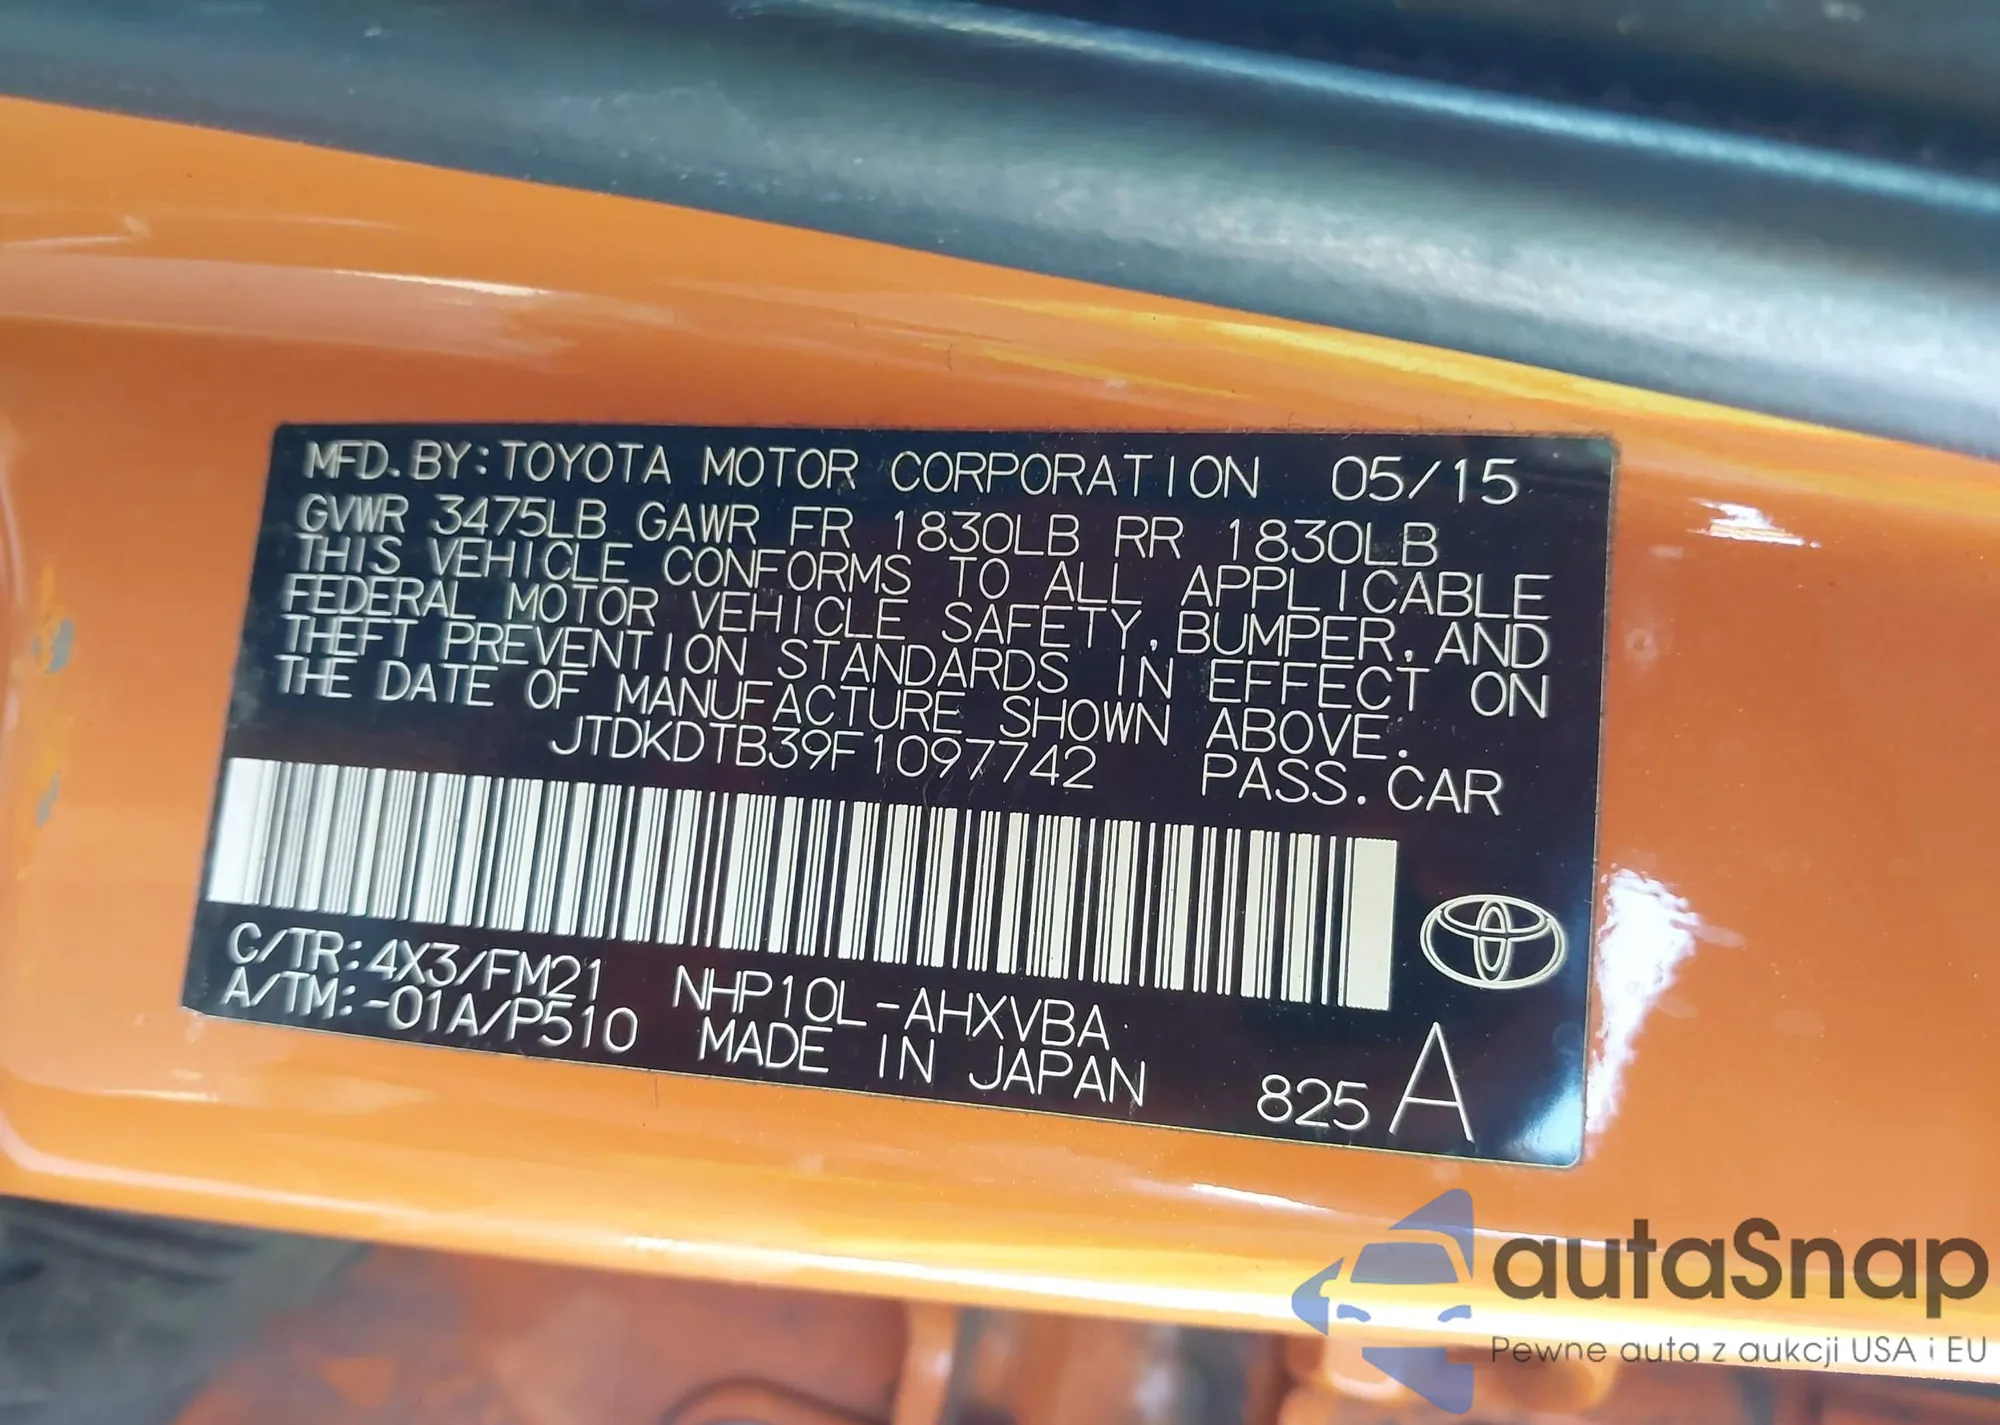 MFD. BY: TOYOTA MOTOR CORPORATION 05/15
GVWR 3475LB GAWR FR 1830LB RR 1830LB
THIS VEHICLE CONFORMS TO ALL APPLICABLE
FEDERAL MOTOR VEHICLE SAFETY, BUMPER, AND
THEFT PREVENTION STANDARDS IN EFFECT ON
THE DATE OF MANUFACTURE SHOWN ABOVE.
JTDKDTB39F1097742 PASS. CAR
C/TR: 4X3/FM21 NHP10L-AHXVBA
A/TM: -01A/P510 MADE IN JAPAN 825 A
autaSnap
Pewne auta z aukcji USA i EU